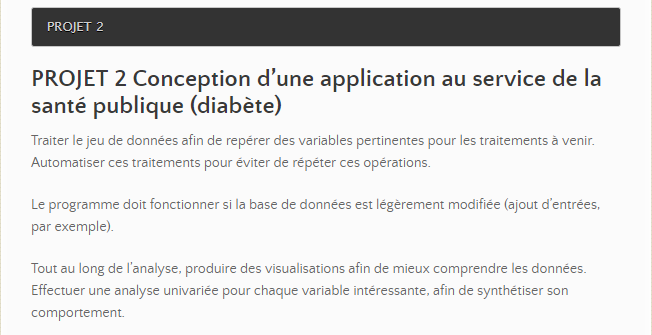 PROJET 2
PROJET 2 Conception d’une application au service de la
santé publique (diabète)
Traiter le jeu de données afin de repérer des variables pertinentes pour les traitements à venir.
Automatiser ces traitements pour éviter de répéter ces opérations.
Le programme doit fonctionner si la base de données est légèrement modifiée (ajout d’entrées,
par exemple).
Tout au long de l’analyse, produire des visualisations afin de mieux comprendre les données.
Effectuer une analyse univariée pour chaque variable intéressante, afin de synthétiser son
comportement.